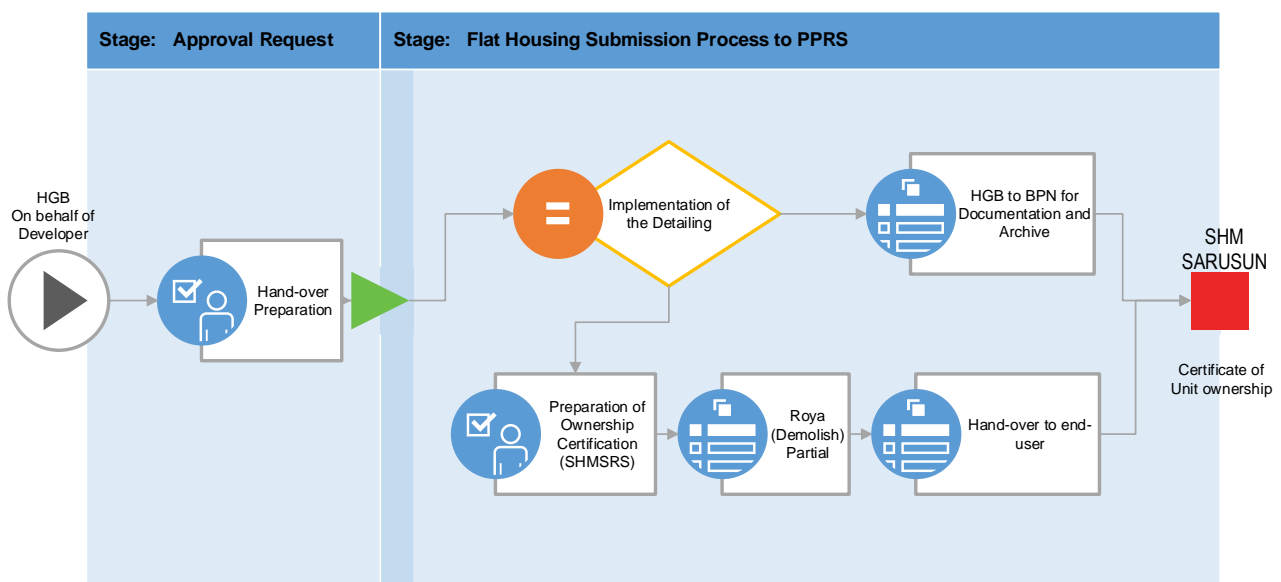 Stage: Approval Request
Stage: Flat Housing Submission Process to PPRS
HGB
On behalf of
Developer
Hand-over
Preparation
Implementation of
the Detailing
HGB to BPN for
Documentation and
Archive
SHM
SARUSUN
Certificate of
Unit ownership
Preparation of
Ownership
Certification
(SHMSRS)
Roya
(Demolish)
Partial
Hand-over to end-
user